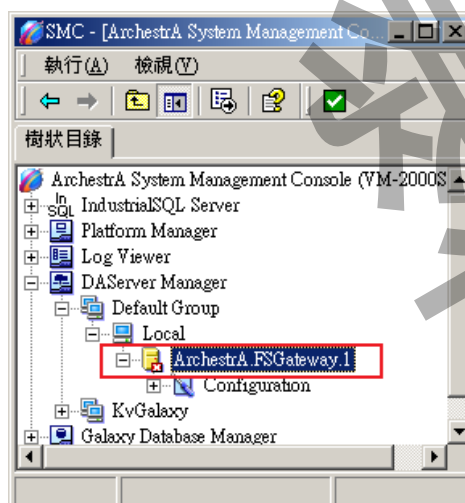 SMC - [ArchestrA System Management Co...
執行(A) 檢視(V)
樹狀目錄
ArchestrA System Management Console (VM-2000S
IndustrialSQL Server
Platform Manager
Log Viewer
DAServer Manager
Default Group
Local
ArchestrA.FSGateway.1
Configuration
KvGalaxy
Galaxy Database Manager